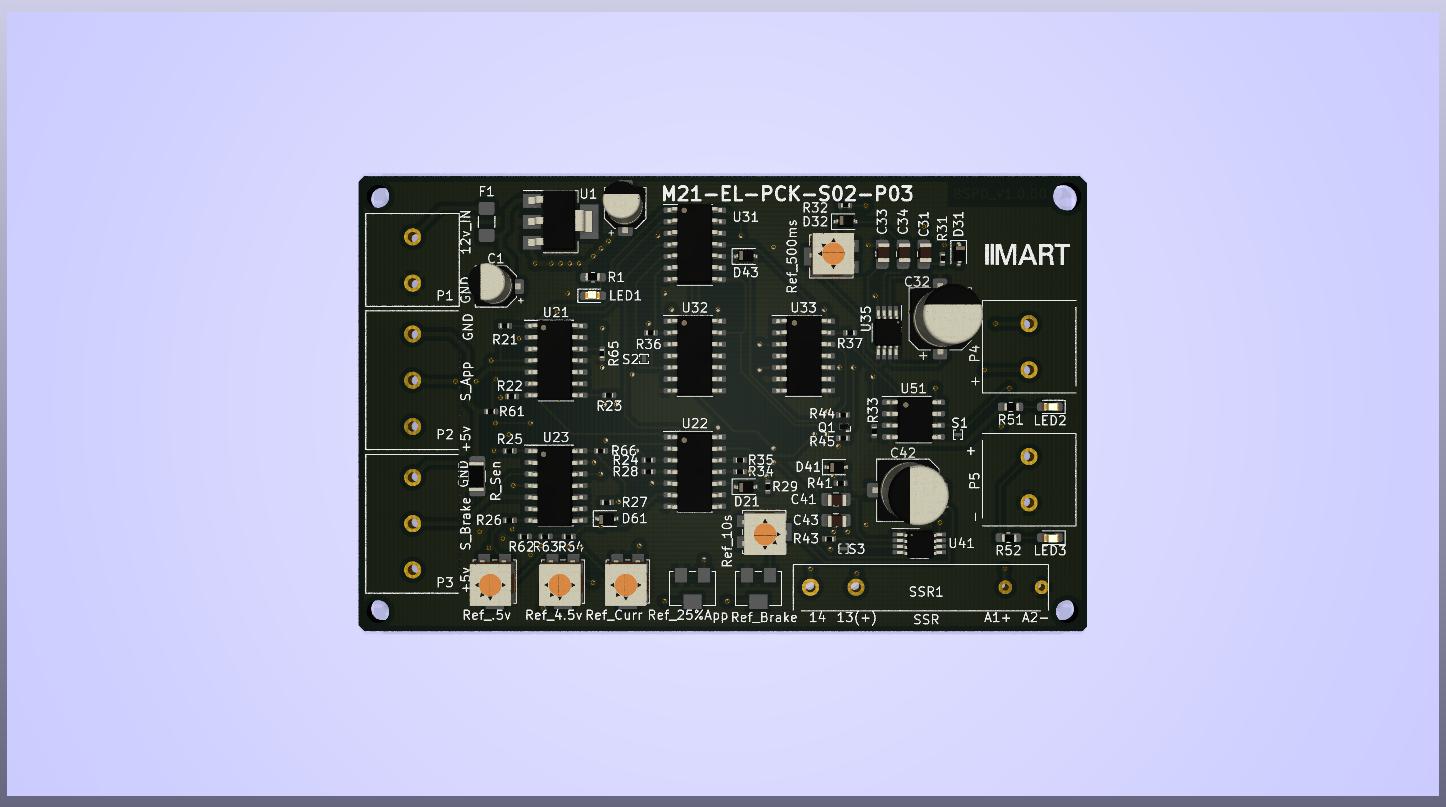 M21-EL-PCK-S02-P03
BSPD_V1.0.00
F1
U1
12v_IN
C1
GND
P1
R1
LED1
U31
D43
R32
D32
Ref_500ms
C33
C34
C31
R31
D31
IIMART
C32
GND
S_App
+5v
P2
R21
U21
R22
R61
R65
S2
R36
R23
U32
U33
R37
U35
P4
+
+
R51
LED2
U51
R33
S1
R44
Q1
R45
GND
S_Brake
+5v
P3
R_Sen
R25
U23
R26
R66
R24
R28
R27
D61
R62
R63
R64
U22
R35
R34
R29
D21
Ref_10s
D41
R41
C41
C43
R43
S3
C42
+
U41
P5
+
-
R52
LED3
SSR1
Ref_.5v
Ref_4.5v
Ref_Curr
Ref_25%App
Ref_Brake
14
13(+)
SSR
A1+
A2-